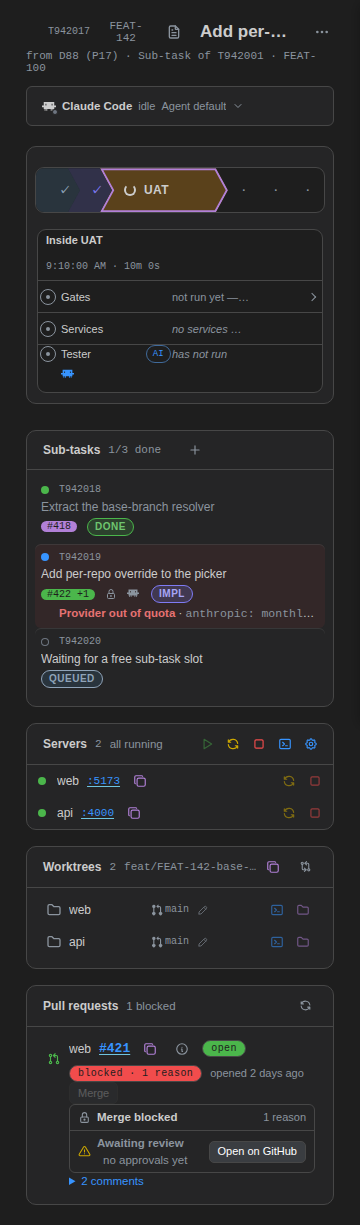 T942017 FEAT-142 Add per-…
from D88 (P17) · Sub-task of T942001 · FEAT-100
Claude Code idle Agent default
UAT
Inside UAT
9:10:00 AM · 10m 0s
Gates not run yet —…
Services no services …
Tester AI has not run
Sub-tasks 1/3 done
T942018
Extract the base-branch resolver
#418 DONE
T942019
Add per-repo override to the picker
#422 +1 IMPL
Provider out of quota · anthropic: monthl…
T942020
Waiting for a free sub-task slot
QUEUED
Servers 2 all running
web :5173
api :4000
Worktrees 2 feat/FEAT-142-base-…
web main
api main
Pull requests 1 blocked
web #421 open
blocked · 1 reason opened 2 days ago
Merge
Merge blocked 1 reason
Awaiting review
no approvals yet
Open on GitHub
2 comments